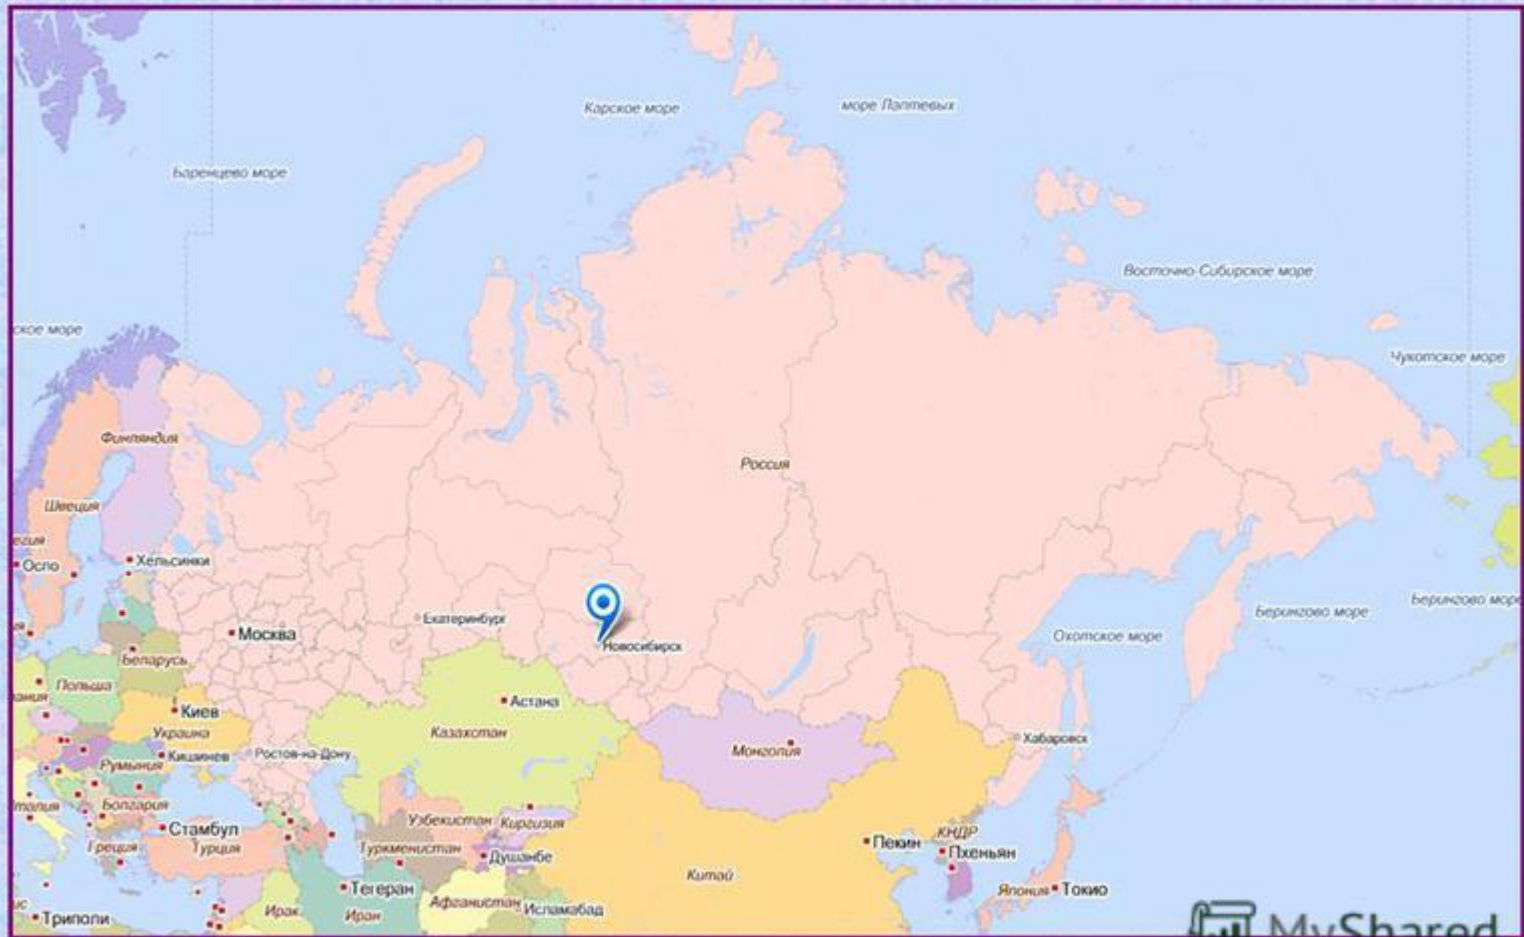 Карское море
море Лаптевых
Баренцево море
Восточно-Сибирское море
ское море
Чукотское море
Финляндия
Россия
Швеция
егия
Осло
Хельсинки
Екатеринбург
Берингово море
Берингово море
Москва
Охотское море
Новосибирск
Беларусь
Польша
ания
Астана
Киев
Украина
Казахстан
Хабаровск
Монголия
Кишинев
Ростов-на-Дону
Румыния
Болгария
талия
Узбекистан
Киргизия
Стамбул
КНДР
Пекин
Греция
Турция
Туркменистан
Душанбе
Пхеньян
Китай
Тегеран
Япония
Токио
Афганистан
Исламабад
Ирак
Иран
Триполи
MyShared